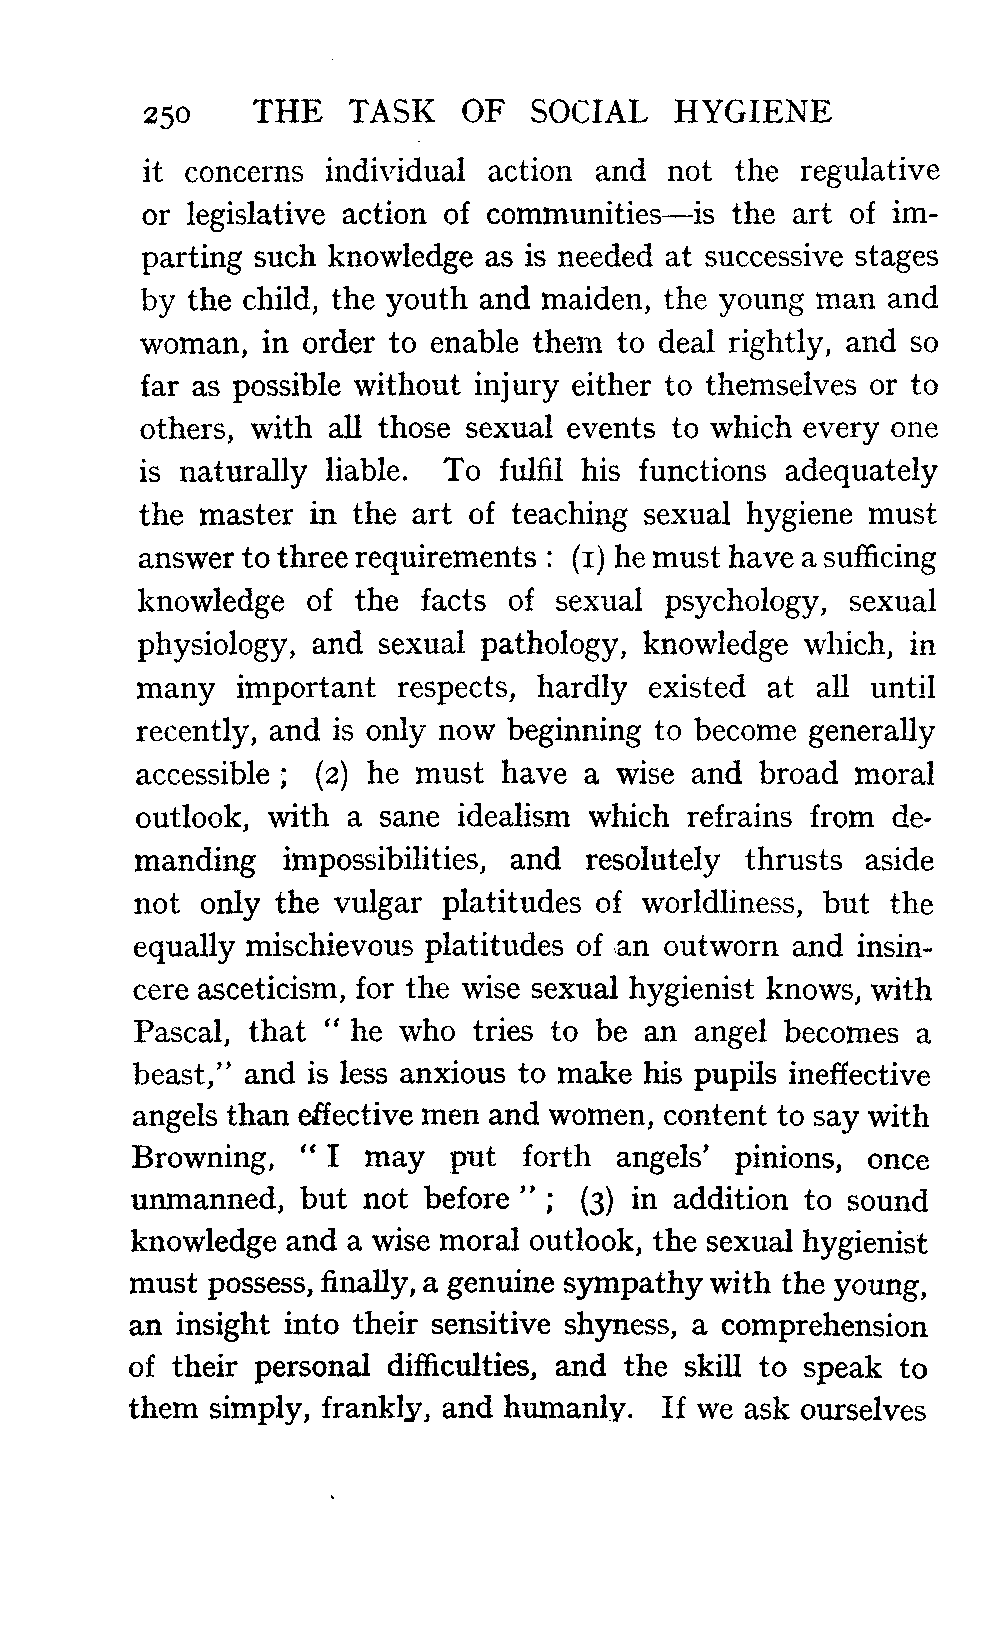 250 THE TASK OF SOCIAL HYGIENE
it concerns individual action and not the regulative
or legislative action of communities—is the art of im-
parting such knowledge as is needed at successive stages
by the child, the youth and maiden, the young man and
woman, in order to enable them to deal rightly, and so
far as possible without injury either to themselves or to
others, with all those sexual events to which every one
is naturally liable. To fulfil his functions adequately
the master in the art of teaching sexual hygiene must
answer to three requirements : (1) he must have a sufficing
knowledge of the facts of sexual psychology, sexual
physiology, and sexual pathology, knowledge which, in
many important respects, hardly existed at all until
recently, and is only now beginning to become generally
accessible ; (2) he must have a wise and broad moral
outlook, with a sane idealism which refrains from de-
manding impossibilities, and resolutely thrusts aside
not only the vulgar platitudes of worldliness, but the
equally mischievous platitudes of an outworn and insin-
cere asceticism, for the wise sexual hygienist knows, with
Pascal, that “ he who tries to be an angel becomes a
beast,” and is less anxious to make his pupils ineffective
angels than effective men and women, content to say with
Browning, “ I may put forth angels’ pinions, once
unmanned, but not before ” ; (3) in addition to sound
knowledge and a wise moral outlook, the sexual hygienist
must possess, finally, a genuine sympathy with the young,
an insight into their sensitive shyness, a comprehension
of their personal difficulties, and the skill to speak to
them simply, frankly, and humanly. If we ask ourselves